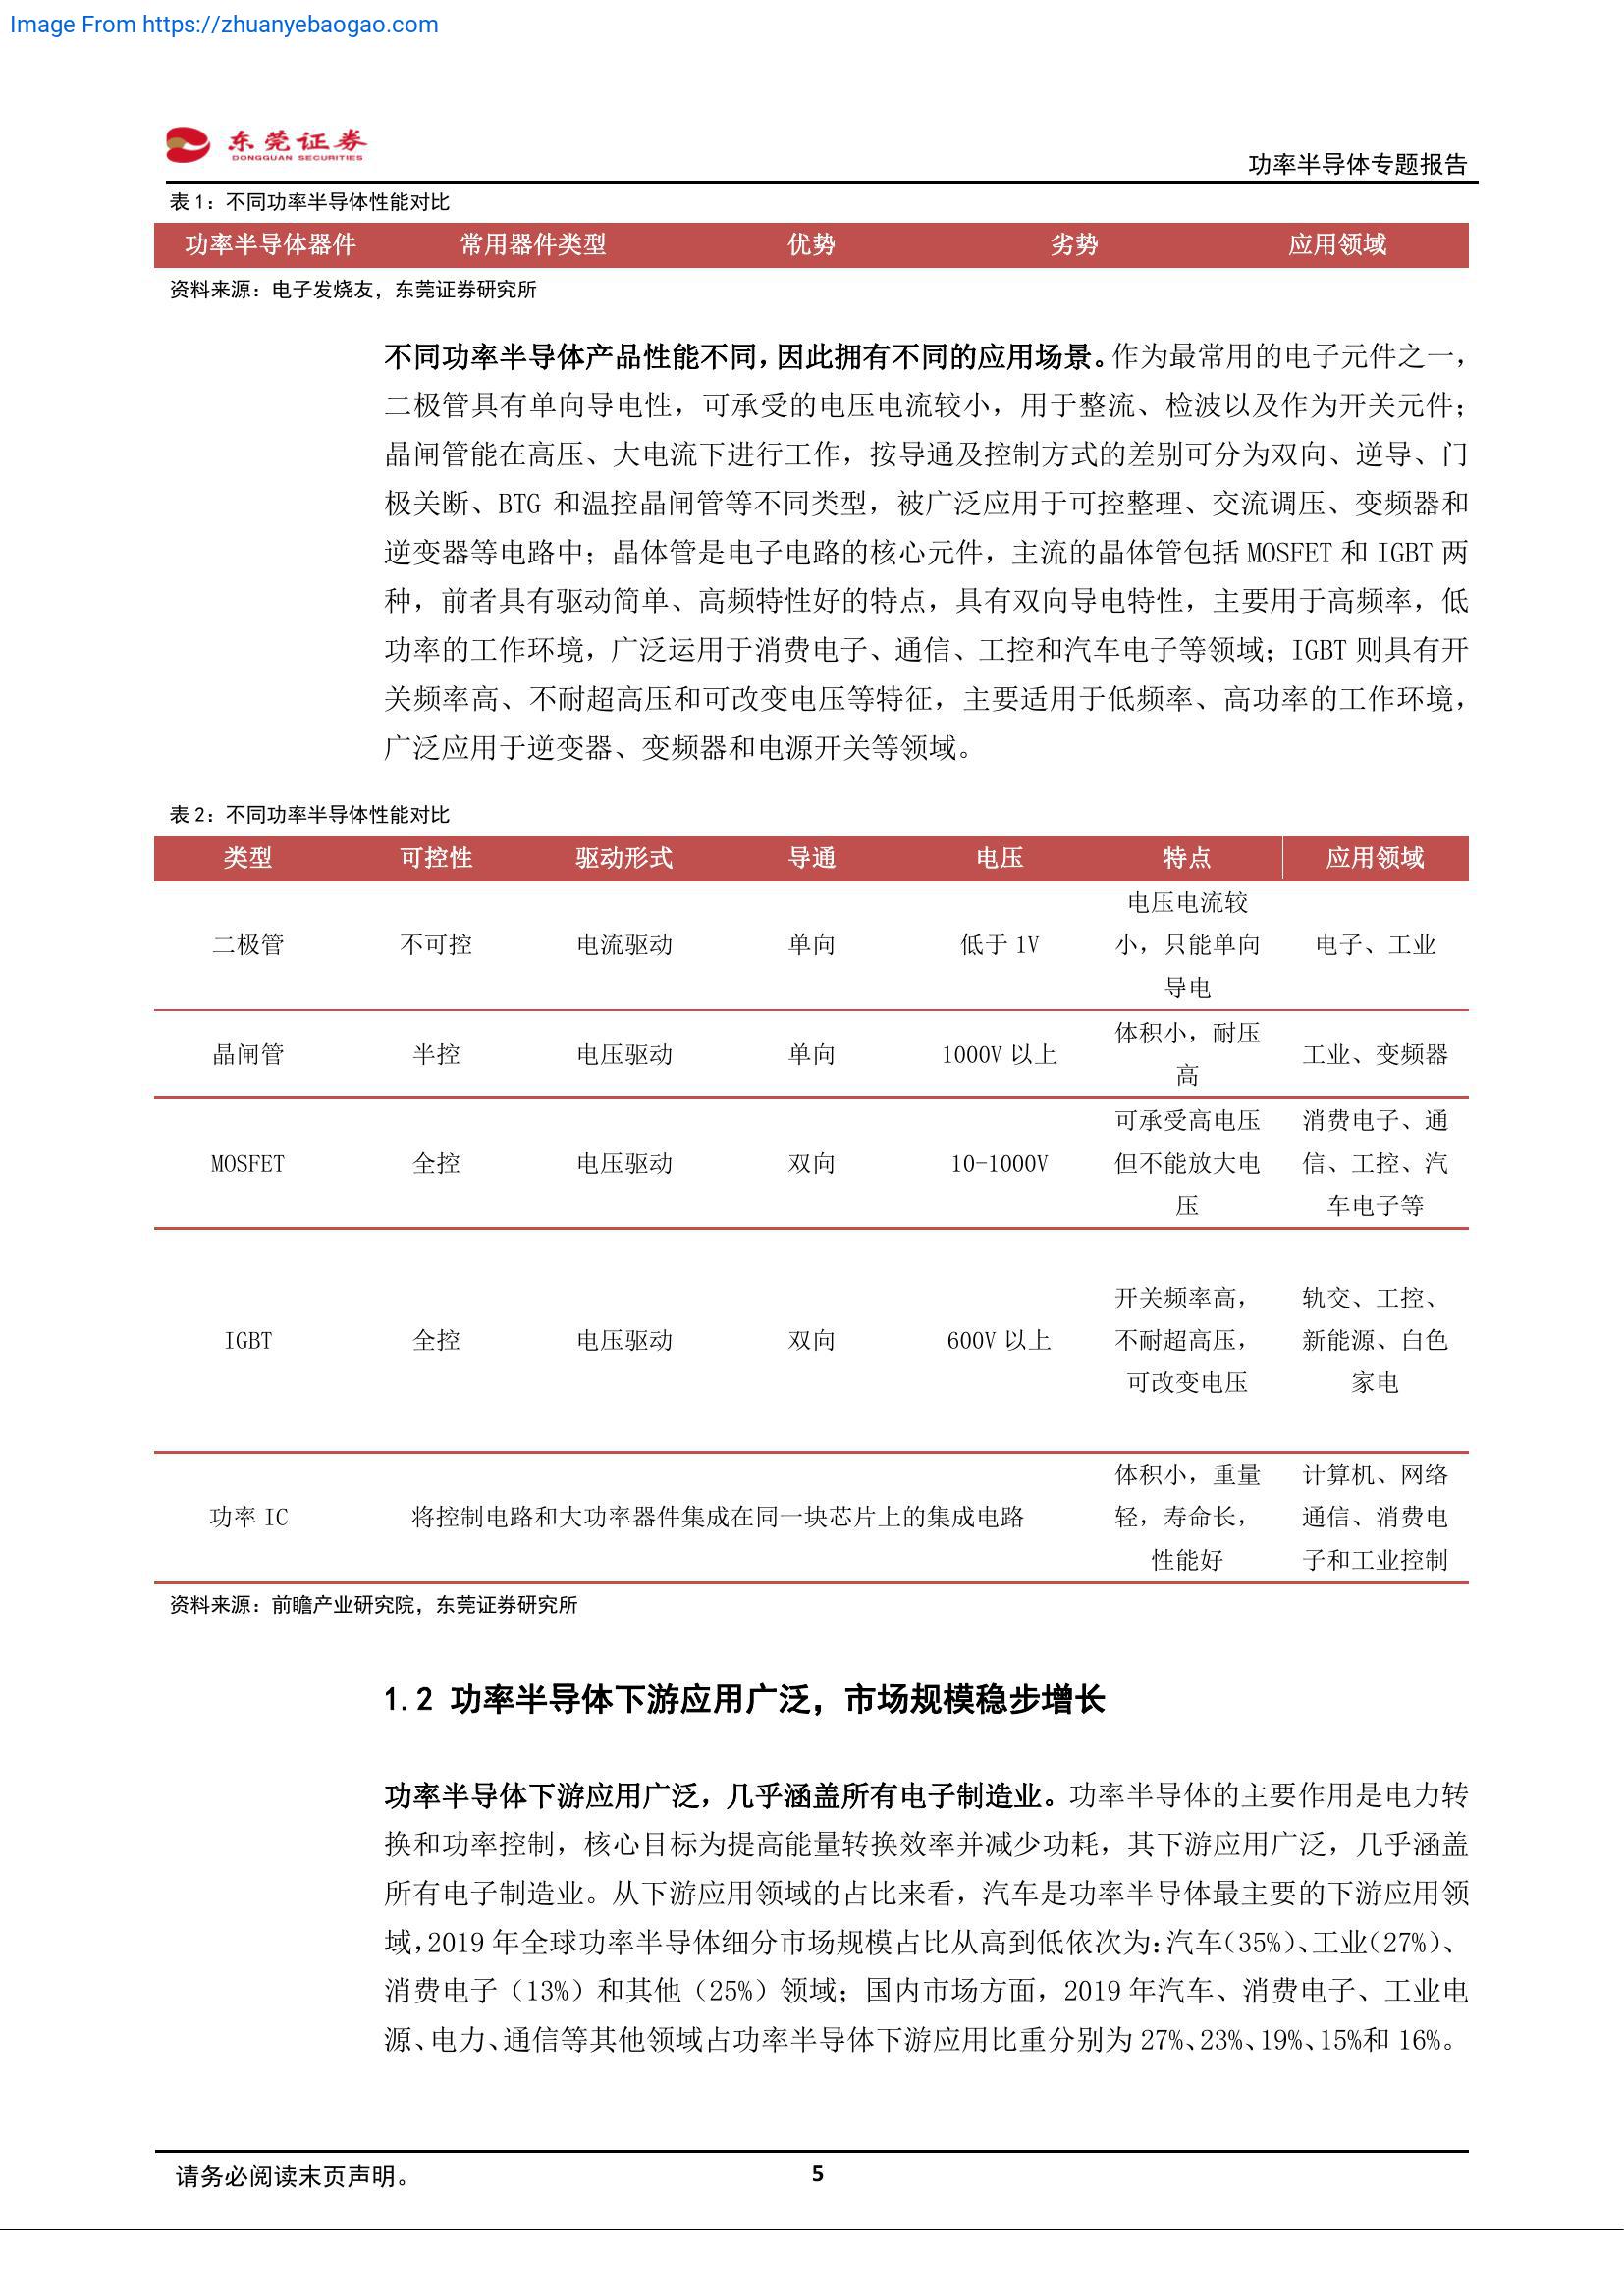 Image From https://zhuanyebaogao.com
东莞证券
DONGGUAN SECURITIES
功率半导体专题报告
表 1：不同功率半导体性能对比
功率半导体器件 常用器件类型 优势 劣势 应用领域
资料来源：电子发烧友，东莞证券研究所
不同功率半导体产品性能不同，因此拥有不同的应用场景。作为最常用的电子元件之一，
二极管具有单向导电性，可承受的电压电流较小，用于整流、检波以及作为开关元件；
晶闸管能在高压、大电流下进行工作，按导通及控制方式的差别可分为双向、逆导、门
极关断、BTG 和温控晶闸管等不同类型，被广泛应用于可控整理、交流调压、变频器和
逆变器等电路中；晶体管是电子电路的核心元件，主流的晶体管包括 MOSFET 和 IGBT 两
种，前者具有驱动简单、高频特性好的特点，具有双向导电特性，主要用于高频率，低
功率的工作环境，广泛运用于消费电子、通信、工控和汽车电子等领域；IGBT 则具有开
关频率高、不耐超高压和可改变电压等特征，主要适用于低频率、高功率的工作环境，
广泛应用于逆变器、变频器和电源开关等领域。
表 2：不同功率半导体性能对比
类型 可控性 驱动形式 导通 电压 特点 应用领域
电压电流较
二极管 不可控 电流驱动 单向 低于 1V 小，只能单向 电子、工业
导电
体积小，耐压
晶闸管 半控 电压驱动 单向 1000V 以上 工业、变频器
高
可承受高电压 消费电子、通
MOSFET 全控 电压驱动 双向 10-1000V 但不能放大电 信、工控、汽
压 车电子等
开关频率高， 轨交、工控、
IGBT 全控 电压驱动 双向 600V 以上 不耐超高压， 新能源、白色
可改变电压 家电
体积小，重量 计算机、网络
功率 IC 将控制电路和大功率器件集成在同一块芯片上的集成电路 轻，寿命长， 通信、消费电
性能好 子和工业控制
资料来源：前瞻产业研究院，东莞证券研究所
1.2 功率半导体下游应用广泛，市场规模稳步增长
功率半导体下游应用广泛，几乎涵盖所有电子制造业。功率半导体的主要作用是电力转
换和功率控制，核心目标为提高能量转换效率并减少功耗，其下游应用广泛，几乎涵盖
所有电子制造业。从下游应用领域的占比来看，汽车是功率半导体最主要的下游应用领
域，2019 年全球功率半导体细分市场规模占比从高到低依次为：汽车（35%）、工业（27%）、
消费电子（13%）和其他（25%）领域；国内市场方面，2019 年汽车、消费电子、工业电
源、电力、通信等其他领域占功率半导体下游应用比重分别为 27%、23%、19%、15%和 16%。
请务必阅读末页声明。
5